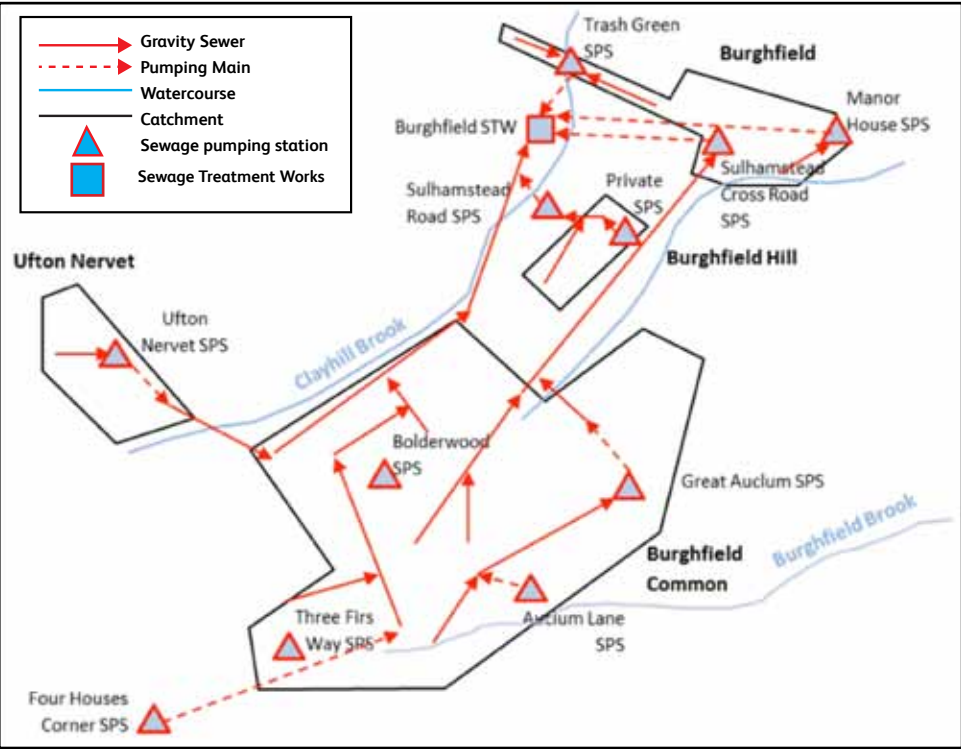 Gravity Sewer
Pumping Main
Watercourse
Catchment
Sewage pumping station
Sewage Treatment Works
Trash Green
SPS
Burghfield
Manor
House SPS
Burghfield STW
Sulhamstead
Cross Road
SPS
Sulhamstead
Road SPS
Private
SPS
Burghfield Hill
Ufton Nervet
Ufton
Nervet SPS
Clayhill Brook
Bolderwood
SPS
Great Auclum SPS
Burghfield Brook
Burghfield
Common
Three Firs
Way SPS
Auclum Lane
SPS
Four Houses
Corner SPS